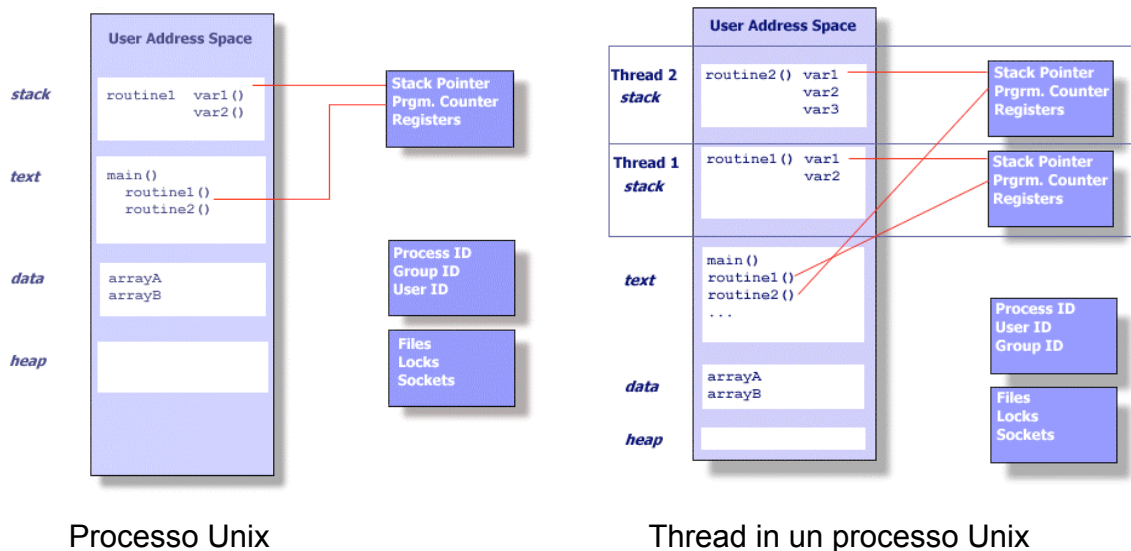 User Address Space
stack
routine1 var1()
var2()
Stack Pointer
Prgm. Counter
Registers
text
main()
routine1()
routine2()
data
arrayA
arrayB
Process ID
Group ID
User ID
heap
Files
Locks
Sockets
Processo Unix
User Address Space
Thread 2
stack
routine2() var1
var2
var3
Stack Pointer
Prgrm. Counter
Registers
Thread 1
stack
routine1() var1
var2
Stack Pointer
Prgrm. Counter
Registers
text
main()
routine1()
routine2()
...
Process ID
User ID
Group ID
data
arrayA
arrayB
Files
Locks
Sockets
heap
Thread in un processo Unix